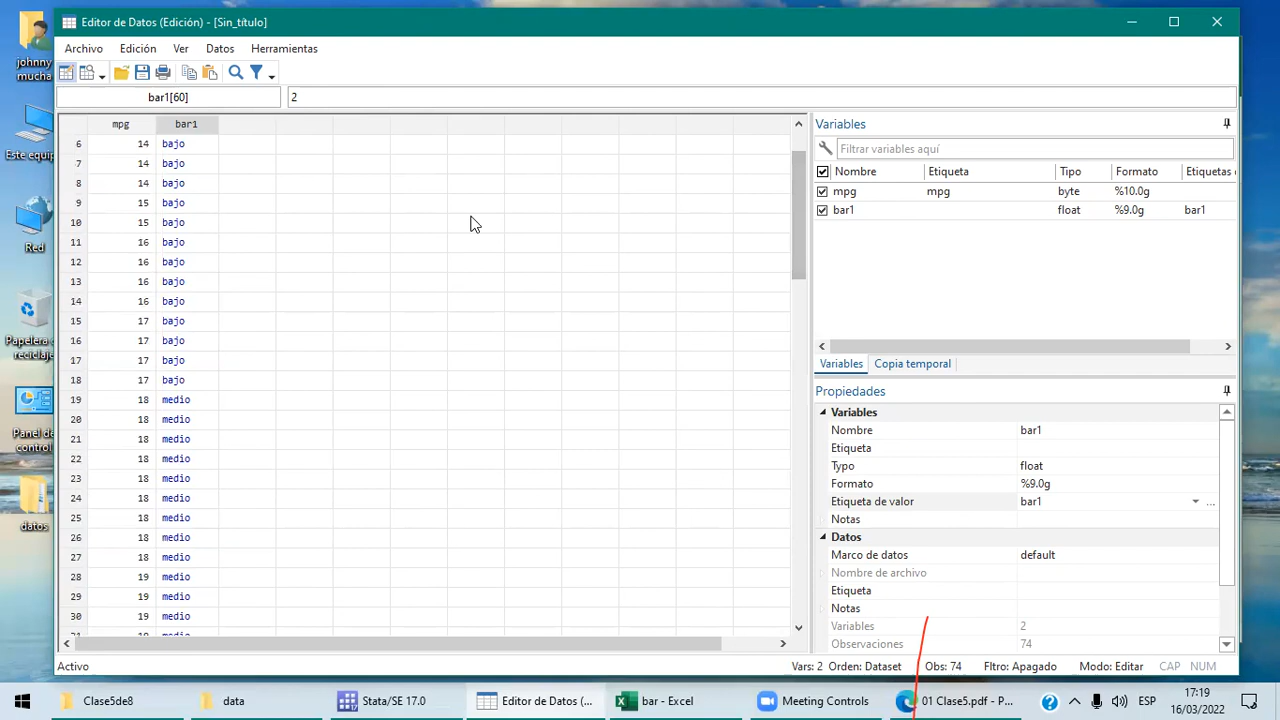 johnny
mucha
Este equip
Red
Papelera
reciclaje
Panel de
control
datos
Editor de Datos (Edición) - [Sin_título]
Archivo Edición Ver Datos Herramientas
bar1[60] 2
mpg bar1
6 14 bajo
7 14 bajo
8 14 bajo
9 15 bajo
10 15 bajo
11 16 bajo
12 16 bajo
13 16 bajo
14 16 bajo
15 17 bajo
16 17 bajo
17 17 bajo
18 17 bajo
19 18 medio
20 18 medio
21 18 medio
22 18 medio
23 18 medio
24 18 medio
25 18 medio
26 18 medio
27 18 medio
28 19 medio
29 19 medio
30 19 medio
Variables
Filtrar variables aquí
Nombre Etiqueta Tipo Formato Etiquetas
mpg mpg byte %10.0g
bar1 float %9.0g bar1
Variables Copia temporal
Propiedades
Variables
Nombre bar1
Etiqueta
Typo float
Formato %9.0g
Etiqueta de valor bar1 ...
Notas
Datos
Marco de datos default
Nombre de archivo
Etiqueta
Notas
Variables 2
Observaciones 74
Activo Vars: 2 Orden: Dataset Obs: 74 Fltro: Apagado Modo: Editar CAP NUM
Clase5de8 data Stata/SE 17.0 Editor de Datos (... bar - Excel Meeting Controls 01 Clase5.pdf - P... ESP 7:19
16/03/2022